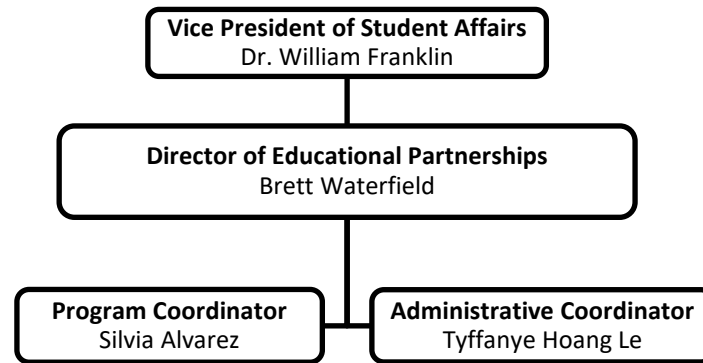 Vice President of Student Affairs
Dr. William Franklin
Director of Educational Partnerships
Brett Waterfield
Program Coordinator
Silvia Alvarez
Administrative Coordinator
Tyffanye Hoang Le